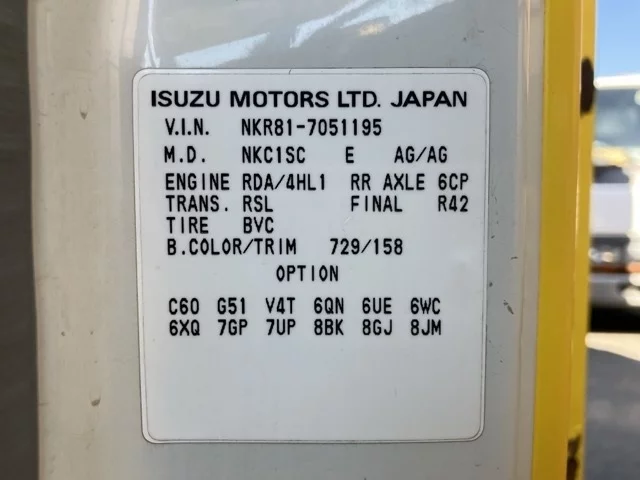 ISUZU MOTORS LTD. JAPAN
V.I.N. NKR81-7051195
M.D. NKC1SC E AG/AG
ENGINE RDA/4HL1 RR AXLE 6CP
TRANS. RSL FINAL R42
TIRE BVC
B.COLOR/TRIM 729/158
OPTION
C60 G51 V4T 6QN 6UE 6WC
6XQ 7GP 7UP 8BK 8GJ 8JM